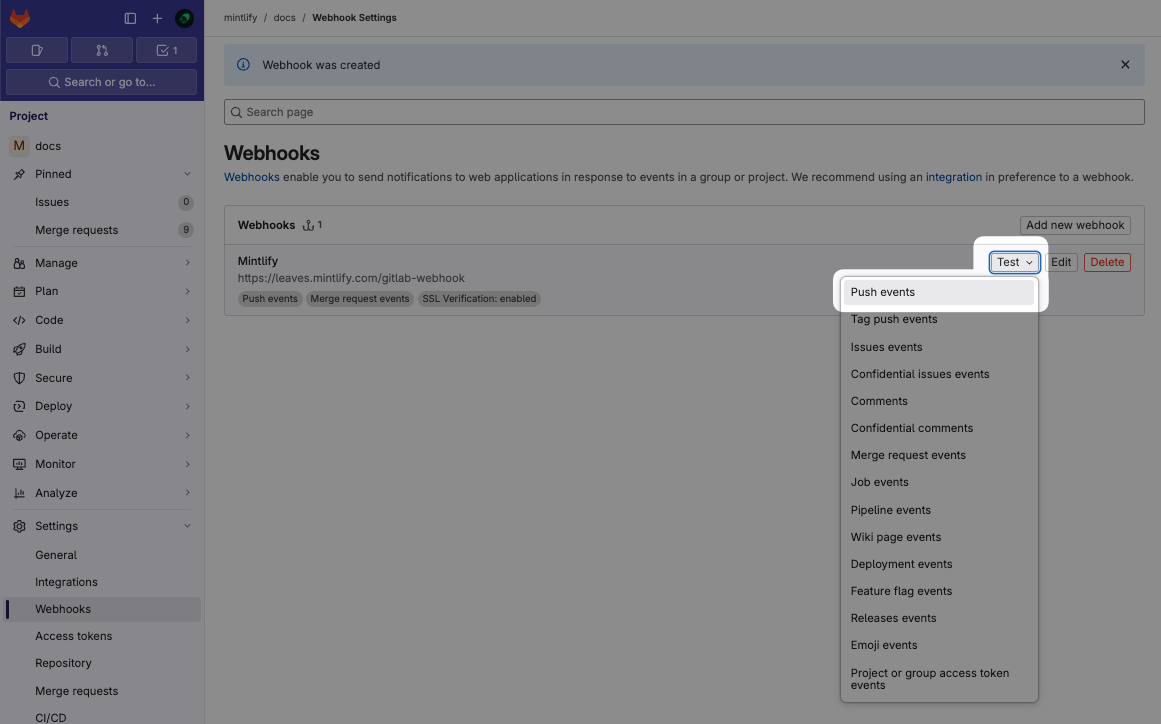 1
Search or go to...
Project
M docs
Pinned
Issues 0
Merge requests 9
Manage
Plan
Code
Build
Secure
Deploy
Operate
Monitor
Analyze
Settings
General
Integrations
Webhooks
Access tokens
Repository
Merge requests
CI/CD
mintlify / docs / Webhook Settings
Webhook was created
Search page
Webhooks
Webhooks enable you to send notifications to web applications in response to events in a group or project. We recommend using an integration in preference to a webhook.
Webhooks 1 Add new webhook
Mintlify Test Edit Delete
https://leaves.mintlify.com/gitlab-webhook
Push events Merge request events SSL Verification: enabled
Push events
Tag push events
Issues events
Confidential issues events
Comments
Confidential comments
Merge request events
Job events
Pipeline events
Wiki page events
Deployment events
Feature flag events
Releases events
Emoji events
Project or group access token
events